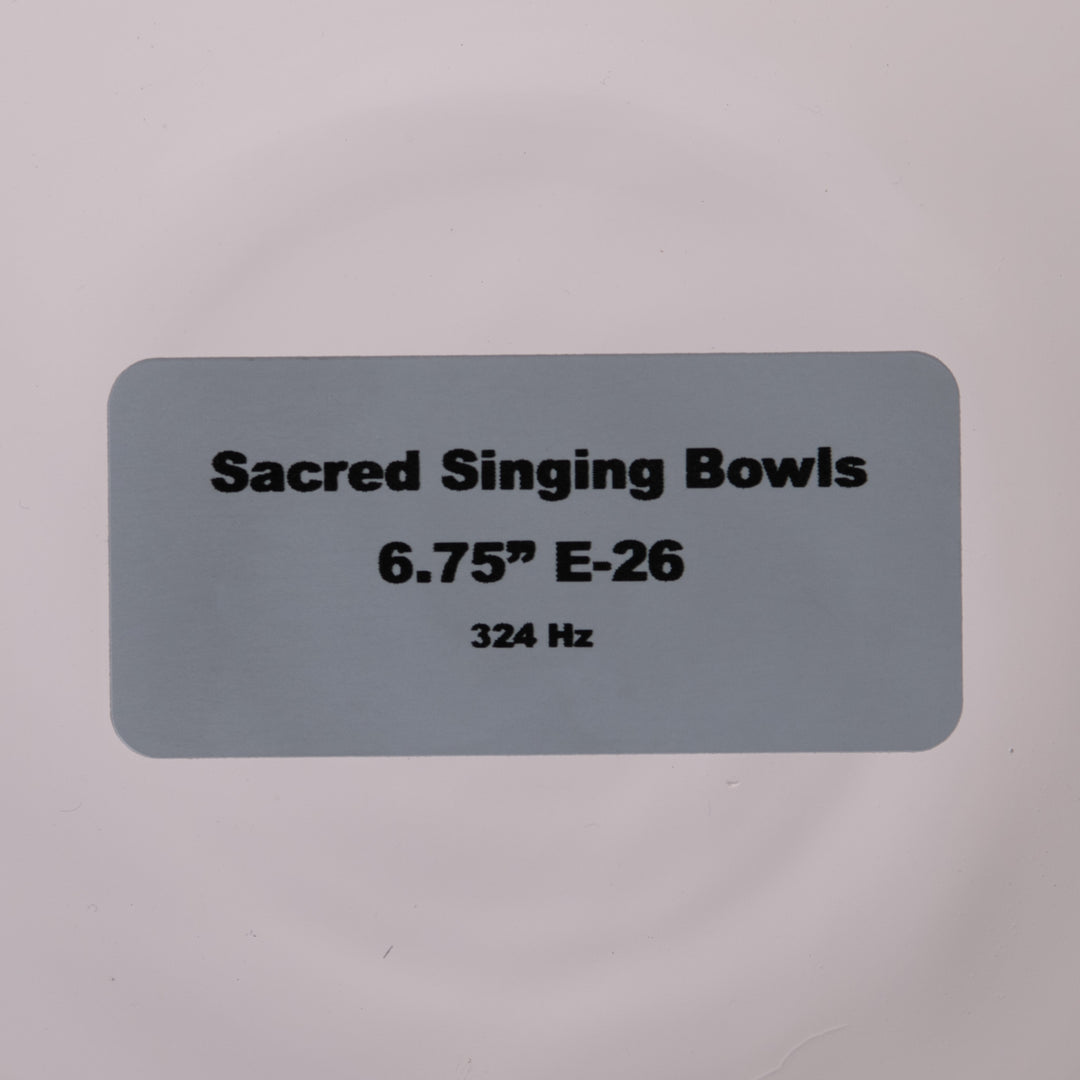 Sacred Singing Bowls
6.75” E-26
324 Hz